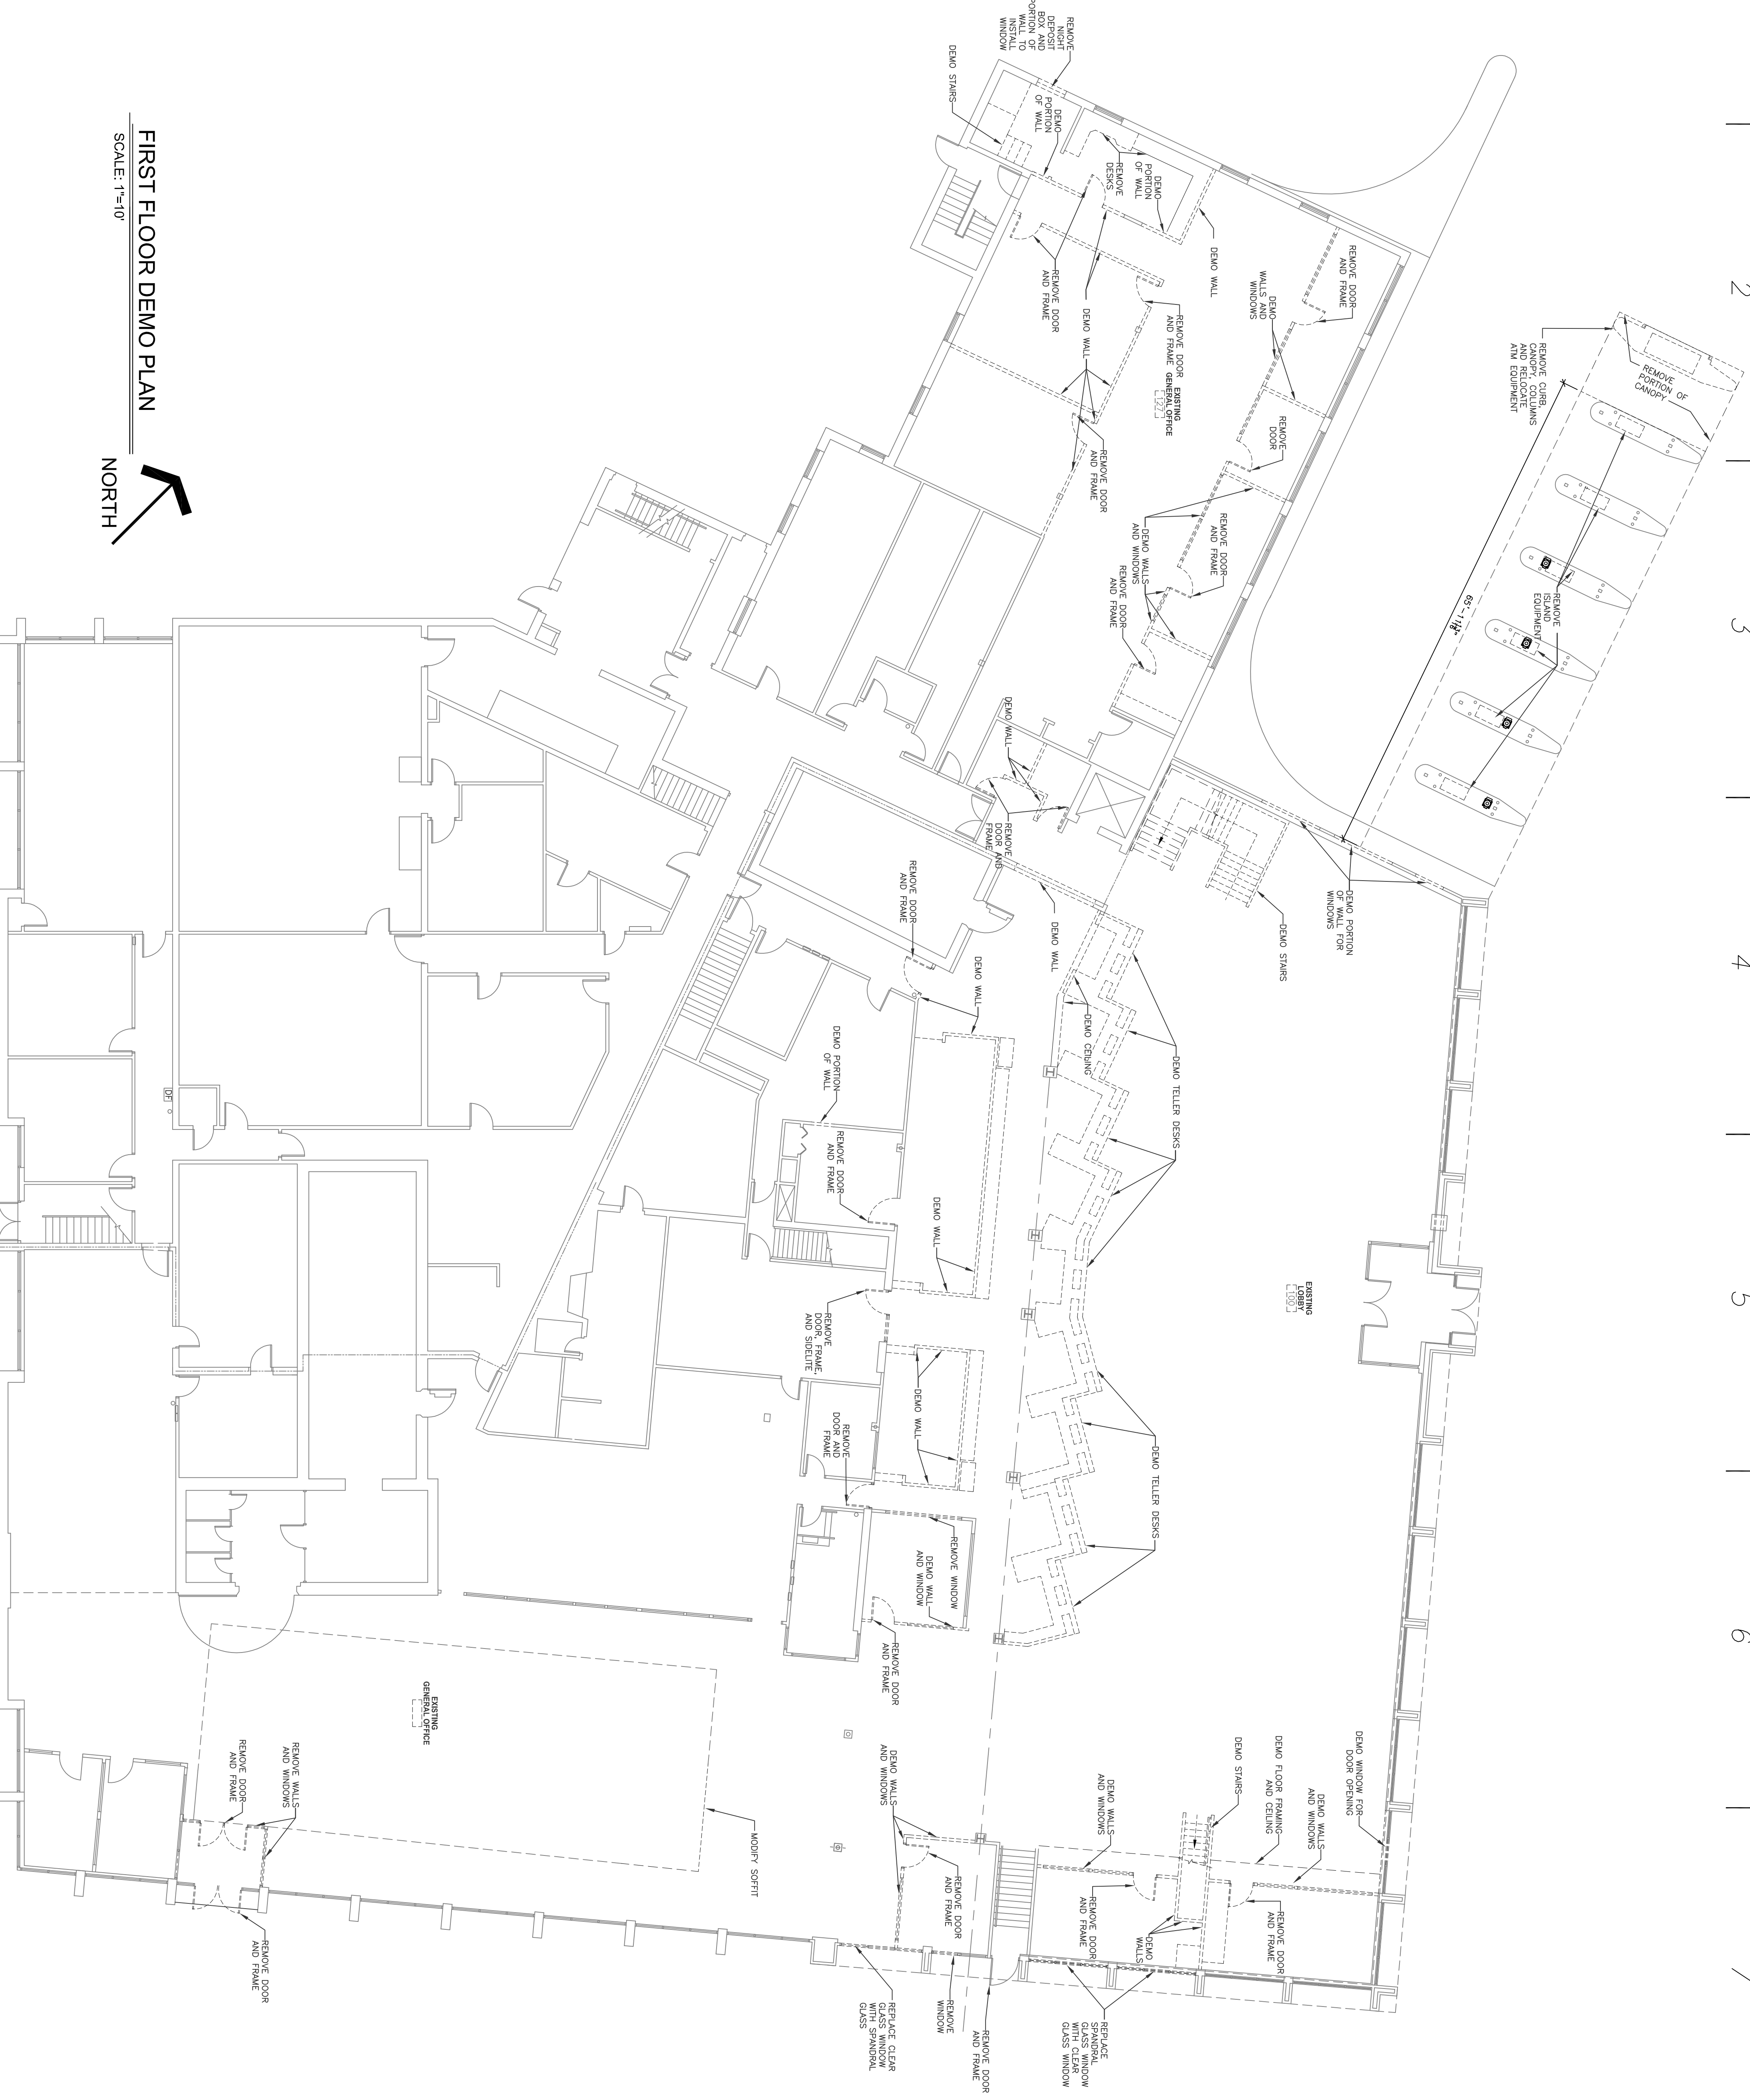 2
3
4
5
6
REMOVE
PORTION OF
CANOPY
REMOVE CURB,
CANOPY, COLUMNS
AND RELOCATE
ATM EQUIPMENT
REMOVE
ISLAND
EQUIPMENT
DEMO PORTION
OF WALL FOR
WINDOWS
DEMO STAIRS
REMOVE DOOR
AND FRAME
DEMO
WALLS AND
WINDOWS
REMOVE
DOOR
REMOVE DOOR
AND FRAME
DEMO WALLS
AND WINDOWS
REMOVE DOOR
AND FRAME
DEMO WALL
REMOVE DOOR
AND FRAME
EXISTING
GENERAL OFFICE
127
DEMO
PORTION
OF WALL
REMOVE
DESKS
DEMO WALL
REMOVE DOOR
AND FRAME
REMOVE DOOR
AND FRAME
REMOVE
NIGHT
DEPOSIT
BOX AND
PORTION OF
WALL TO
INSTALL
WINDOW
DEMO
PORTION
OF WALL
DEMO STAIRS
DEMO WALL
REMOVE
DOOR AND
FRAME
DEMO WALL
DEMO CEILING
DEMO TELLER DESKS
DEMO TELLER DESKS
EXISTING
LOBBY
100
REMOVE DOOR
AND FRAME
DEMO WALL
DEMO PORTION
OF WALL
REMOVE DOOR
AND FRAME
DEMO WALL
REMOVE
DOOR, FRAME,
AND SIDELITE
DEMO WALL
REMOVE
DOOR AND
FRAME
REMOVE WINDOW
DEMO WALL
AND WINDOW
REMOVE DOOR
AND FRAME
DEMO WINDOW FOR
DOOR OPENING
DEMO WALLS
AND WINDOWS
DEMO FLOOR FRAMING
AND CEILING
DEMO STAIRS
DEMO WALLS
AND WINDOWS
REMOVE DOOR
AND FRAME
DEMO
WALLS
REMOVE DOOR
AND FRAME
REPLACE
SPANDRAL
GLASS WINDOW
WITH CLEAR
GLASS WINDOW
REMOVE DOOR
AND FRAME
REMOVE
WINDOW
REPLACE CLEAR
GLASS WINDOW
WITH SPANDRAL
GLASS
DEMO WALLS
AND WINDOWS
REMOVE DOOR
AND FRAME
MODIFY SOFFIT
EXISTING
GENERAL OFFICE
REMOVE WALLS
AND WINDOWS
REMOVE DOOR
AND FRAME
REMOVE DOOR
AND FRAME
DF
FIRST FLOOR DEMO PLAN
SCALE: 1"=10'
NORTH